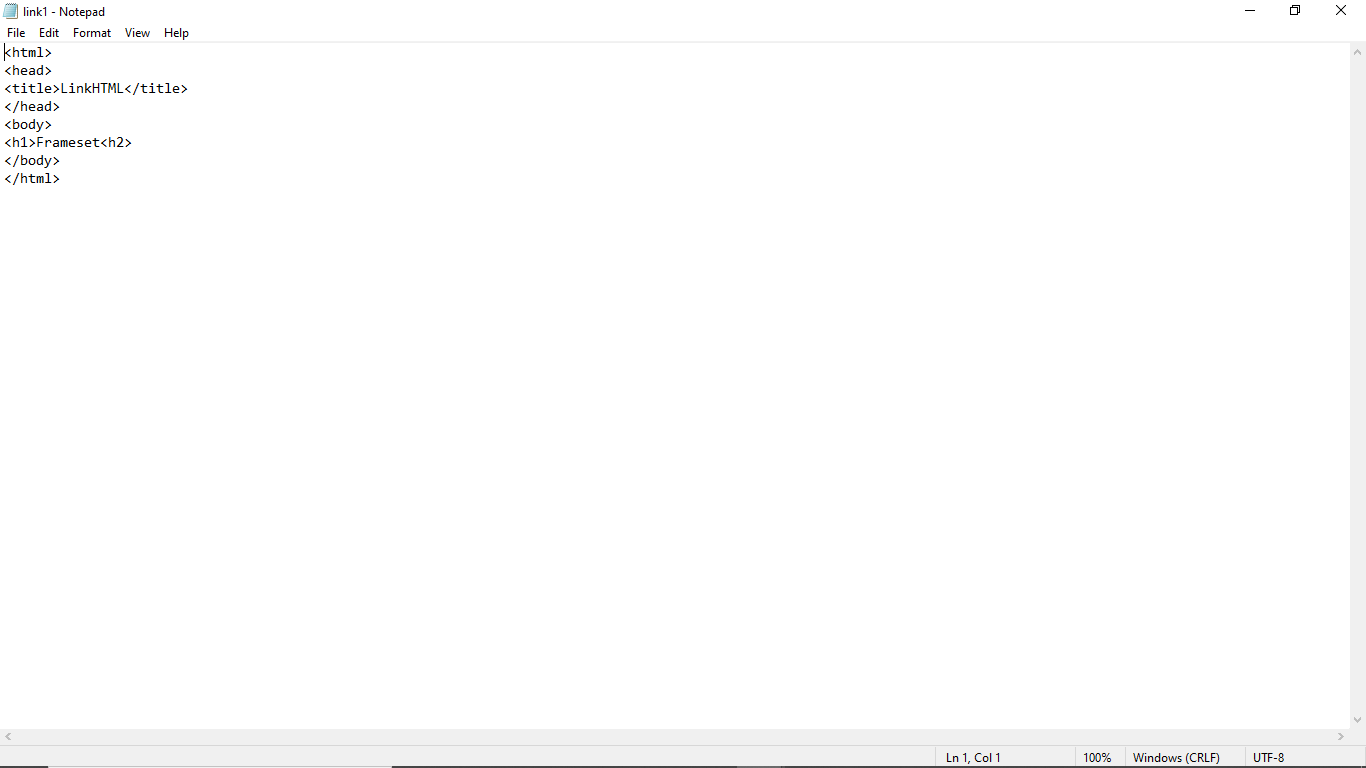 link1 - Notepad
File Edit Format View Help
<html>
<head>
<title>LinkHTML</title>
</head>
<body>
<h1>Frameset<h2>
</body>
</html>
Ln 1, Col 1 100% Windows (CRLF) UTF-8